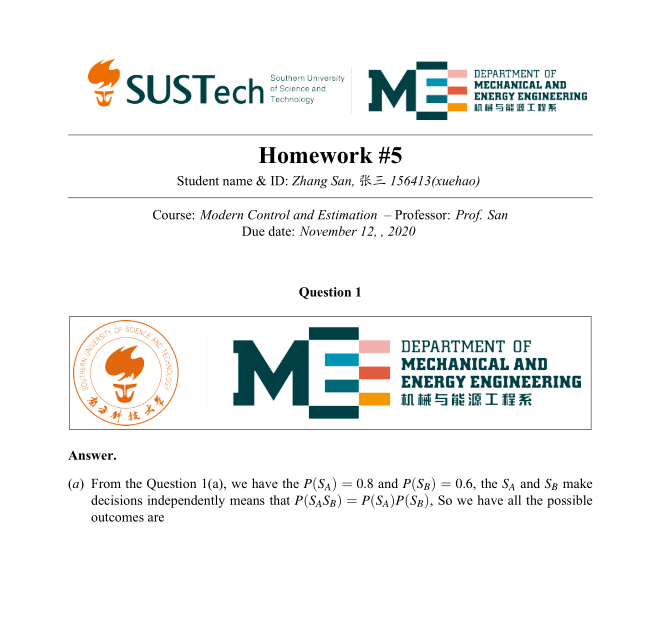 SUSTech
Southern University
of Science and
Technology
ME
DEPARTMENT OF
MECHANICAL AND
ENERGY ENGINEERING
机械与能源工程系
Homework #5
Student name & ID: Zhang San, 张三 156413(xuehao)
Course: Modern Control and Estimation – Professor: Prof. San
Due date: November 12, , 2020
Question 1
SOUTHERN UNIVERSITY OF SCIENCE AND TECHNOLOGY
南方科技大学
ME
DEPARTMENT OF
MECHANICAL AND
ENERGY ENGINEERING
机械与能源工程系
Answer.
(a) From the Question 1(a), we have the P(S_A) = 0.8 and P(S_B) = 0.6, the S_A and S_B make
decisions independently means that P(S_AS_B) = P(S_A)P(S_B), So we have all the possible
outcomes are